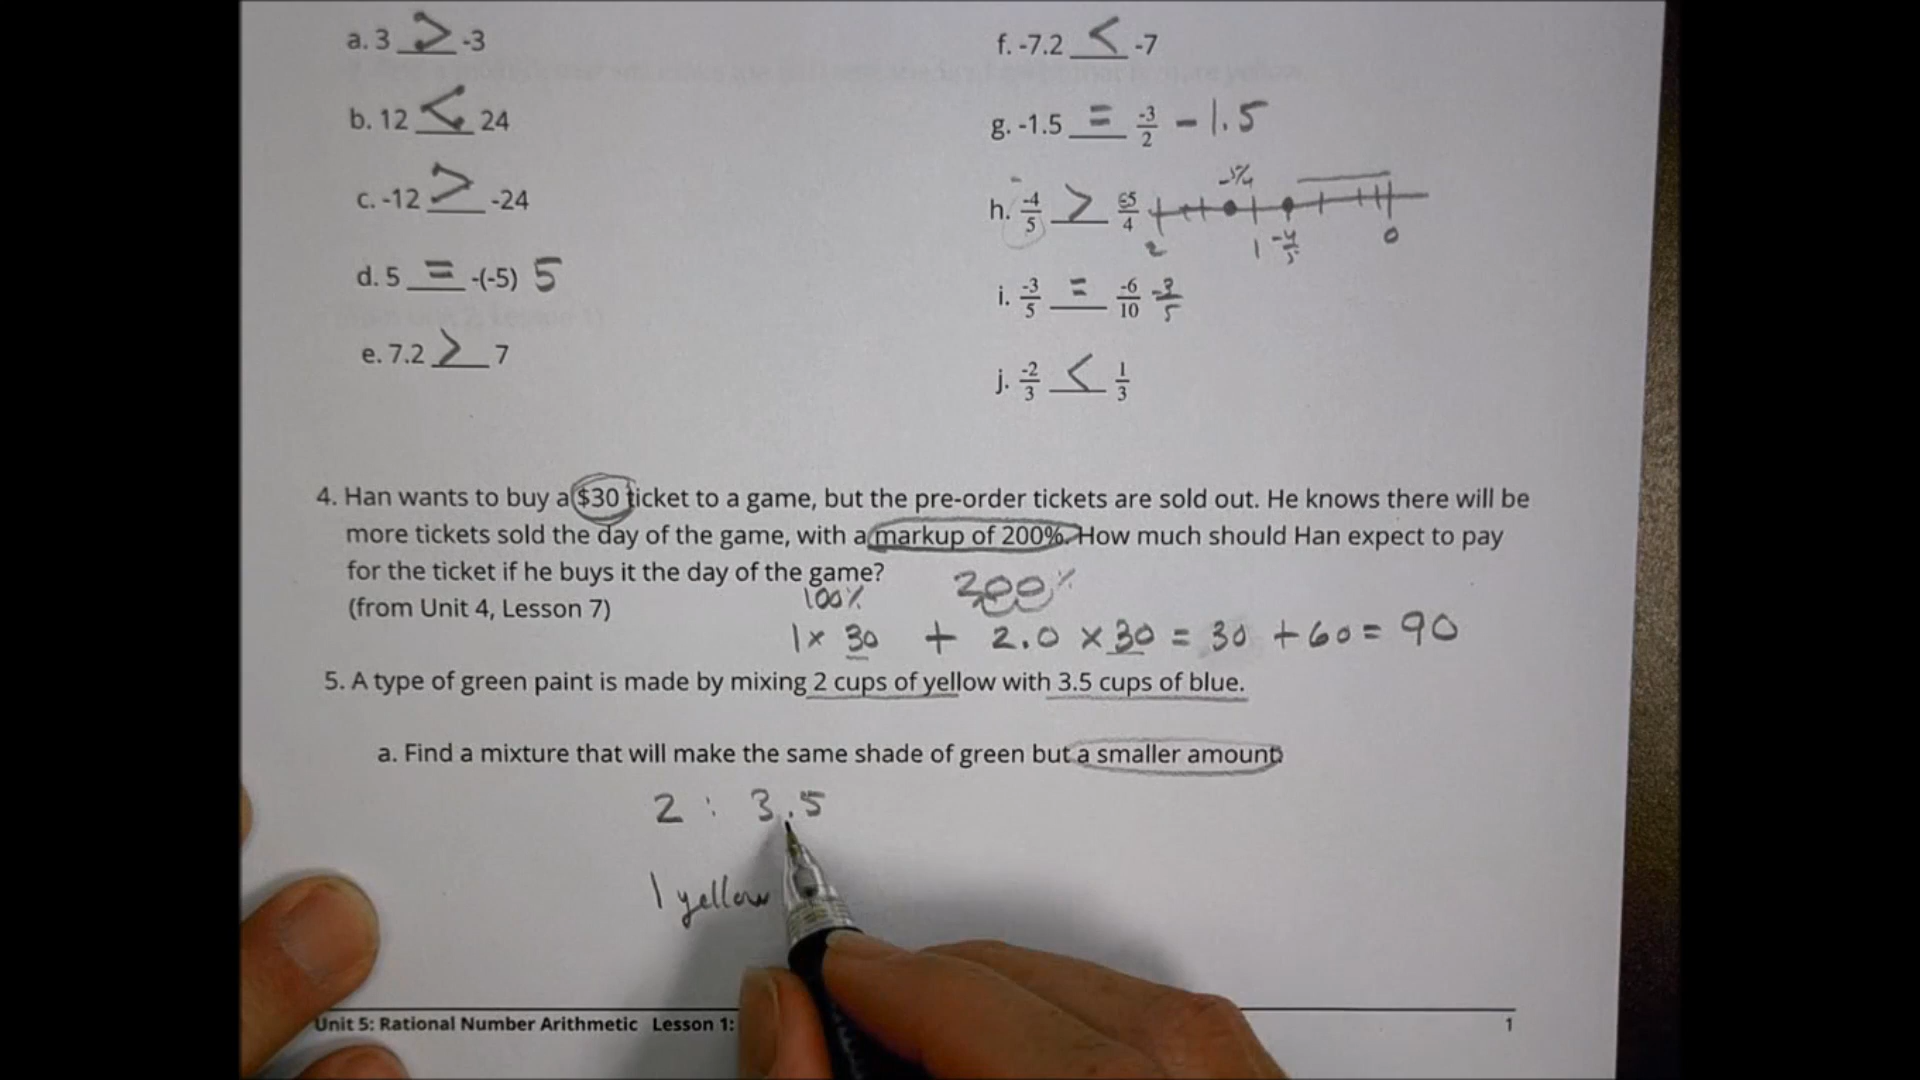 a. 3 > -3
b. 12 < 24
c. -12 > -24
d. 5 = -(-5) 5
e. 7.2 > 7
f. -7.2 < -7
g. -1.5 = -3/2 - 1.5
h. -4/5 > -5/4
2 1 -4/5 0
i. -3/5 = -6/10 -3/5
j. -2/3 < 1/3
4. Han wants to buy a $30 ticket to a game, but the pre-order tickets are sold out. He knows there will be
more tickets sold the day of the game, with a markup of 200%. How much should Han expect to pay
for the ticket if he buys it the day of the game?
(from Unit 4, Lesson 7)
100% 200%
1 × 30 + 2.0 × 30 = 30 + 60 = 90
5. A type of green paint is made by mixing 2 cups of yellow with 3.5 cups of blue.
a. Find a mixture that will make the same shade of green but a smaller amount.
2 : 3.5
1 yellow
Unit 5: Rational Number Arithmetic Lesson 1:
1